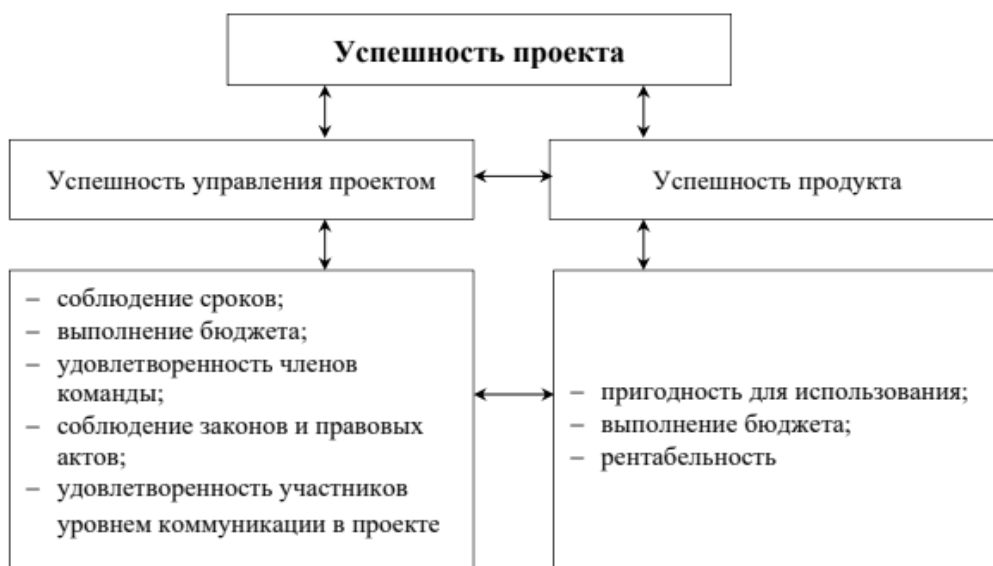 Успешность проекта
Успешность управления проектом
Успешность продукта
– соблюдение сроков;
– выполнение бюджета;
– удовлетворенность членов
команды;
– соблюдение законов и правовых
актов;
– удовлетворенность участников
уровнем коммуникации в проекте
– пригодность для использования;
– выполнение бюджета;
– рентабельность